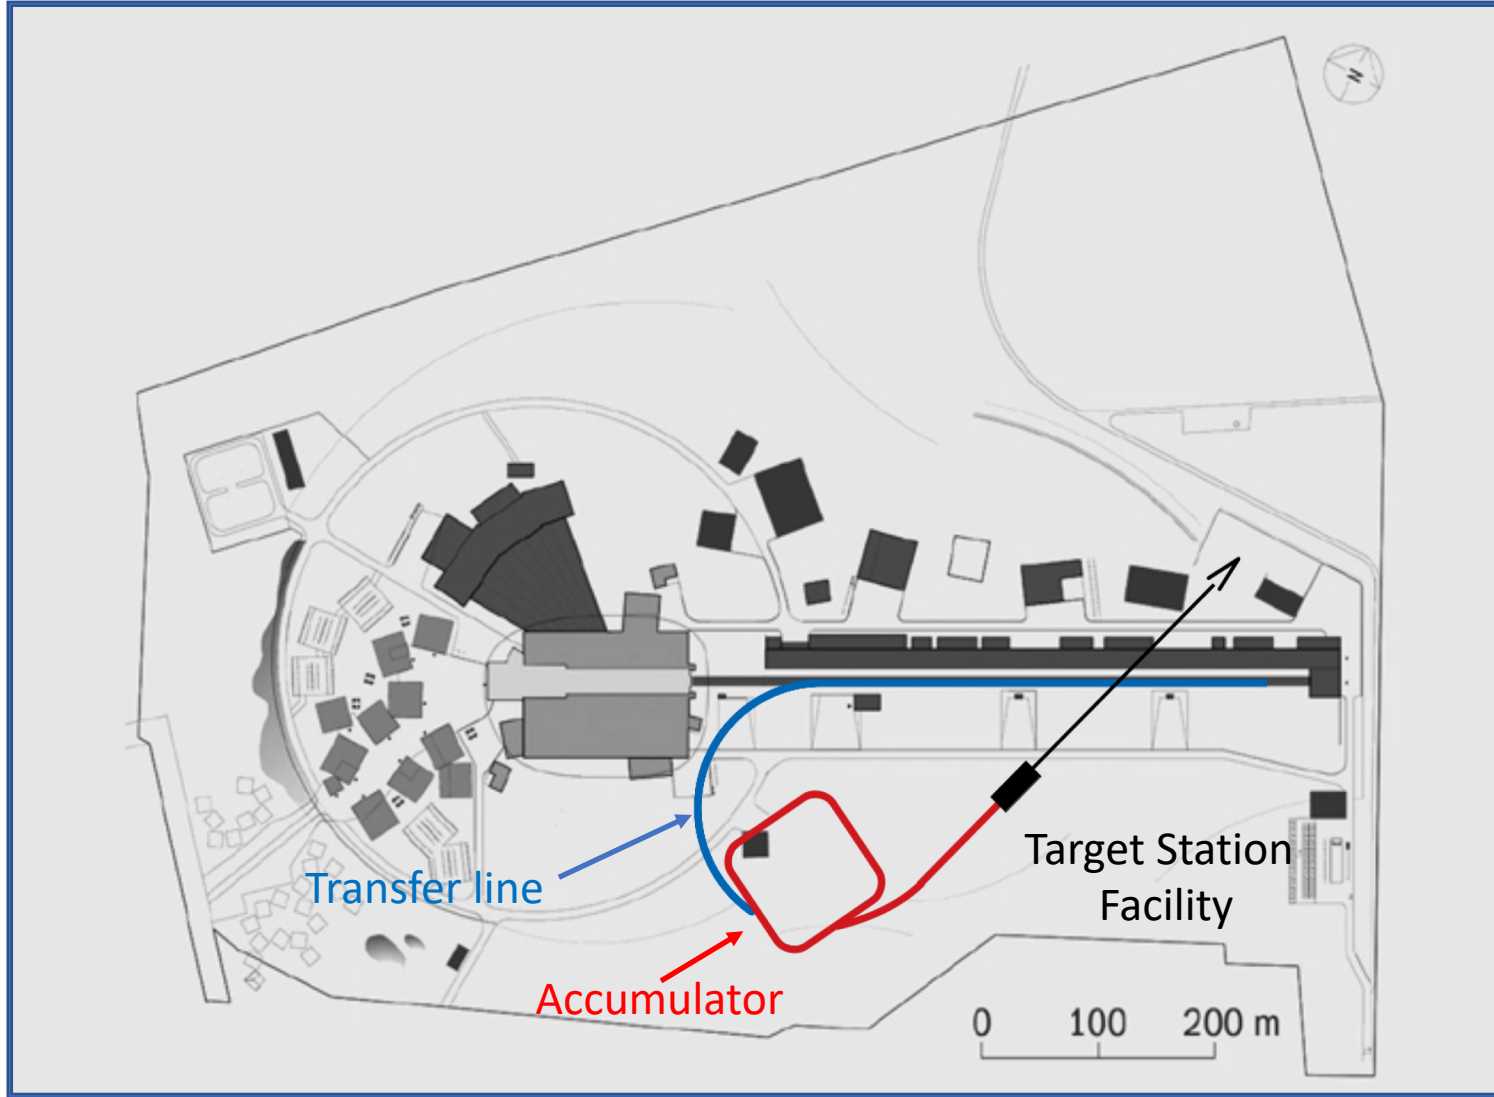 N
Transfer line
Target Station
Facility
Accumulator
0 100 200 m